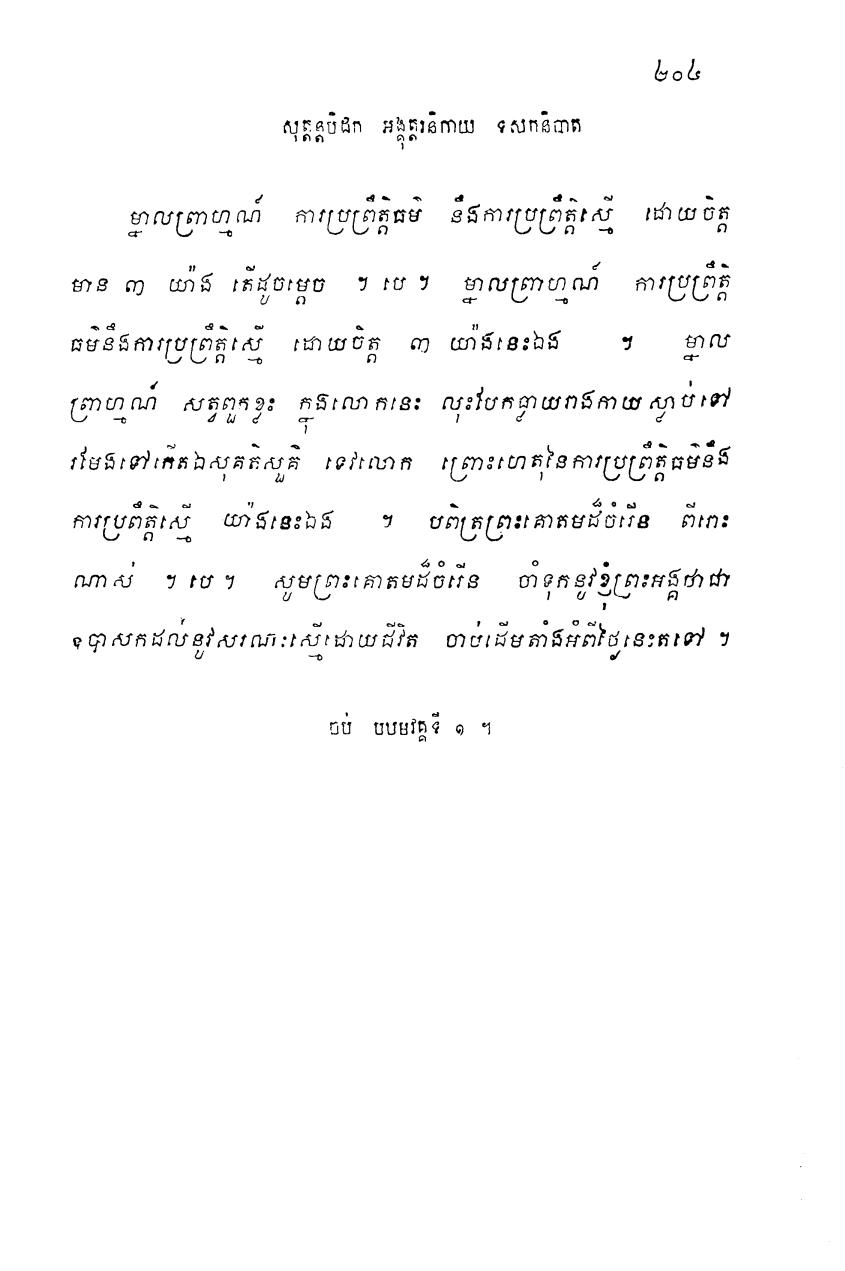 ២០៤
សុត្តន្តបិដក អង្គុត្តរនិកាយ ទសកនិបាត
ម្នាលព្រាហ្មណ៍ ការប្រព្រឹត្តិធម៌ នឹងការប្រព្រឹត្តិស្មើ ដោយចិត្ត
មាន ៣ យ៉ាង តើដូចម្តេច ។ បេ ។ ម្នាលព្រាហ្មណ៍ ការប្រព្រឹត្តិ
ធម៌នឹងការប្រព្រឹត្តិស្មើ ដោយចិត្ត ៣ យ៉ាងនេះឯង ។ ម្នាល
ព្រាហ្មណ៍ សត្វពួកខ្លះ ក្នុងលោកនេះ លុះបែកធ្លាយរាងកាយស្លាប់ទៅ
រមែងទៅកើតឯសុគតិសួគ៌ ទេវលោក ព្រោះហេតុនៃការប្រព្រឹត្តិធម៌នឹង
ការប្រពឹត្តិស្មើ យ៉ាងនេះឯង ។ បពិត្រព្រះគោតមដ៏ចំរើន ពីរោះ
ណាស់ ។ បេ ។ សូមព្រះគោតមដ៏ចំរើន ចាំទុកនូវខ្ញុំព្រះអង្គថាជា
ឧបាសកដល់នូវសរណៈស្មើដោយជីវិត ចាប់ដើមតាំងអំពីថ្ងៃនេះតទៅ ។
ចប់ បឋមវគ្គទី ១ ។